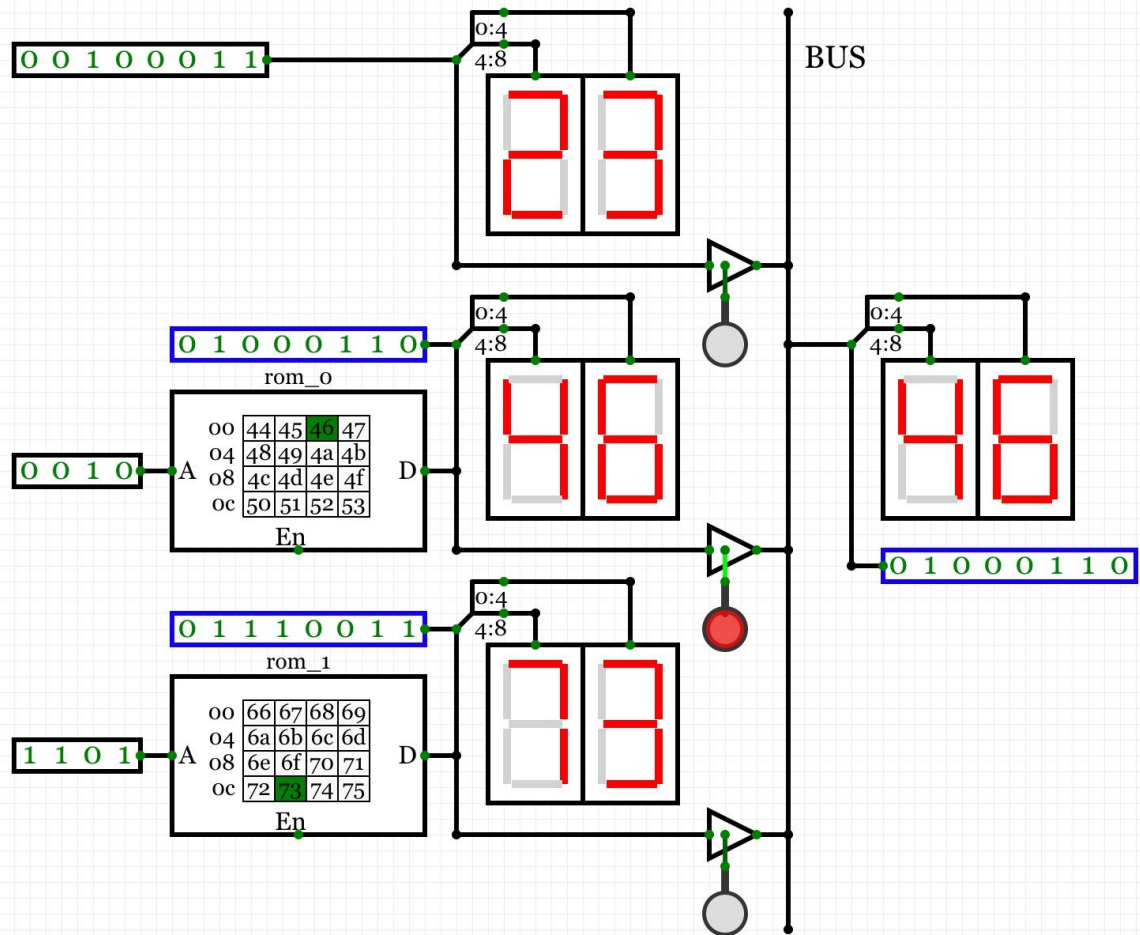 0:4
0 0 1 0 0 0 1 1
4:8
BUS
23
0:4
0 1 0 0 0 1 1 0
4:8
rom_0
46
00 44 45 46 47
04 48 49 4a 4b
0 0 1 0
A
D
08 4c 4d 4e 4f
0c 50 51 52 53
En
0:4
4:8
46
0 1 0 0 0 1 1 0
0:4
0 1 1 1 0 0 1 1
4:8
rom_1
73
00 66 67 68 69
04 6a 6b 6c 6d
1 1 0 1
A
D
08 6e 6f 70 71
0c 72 73 74 75
En